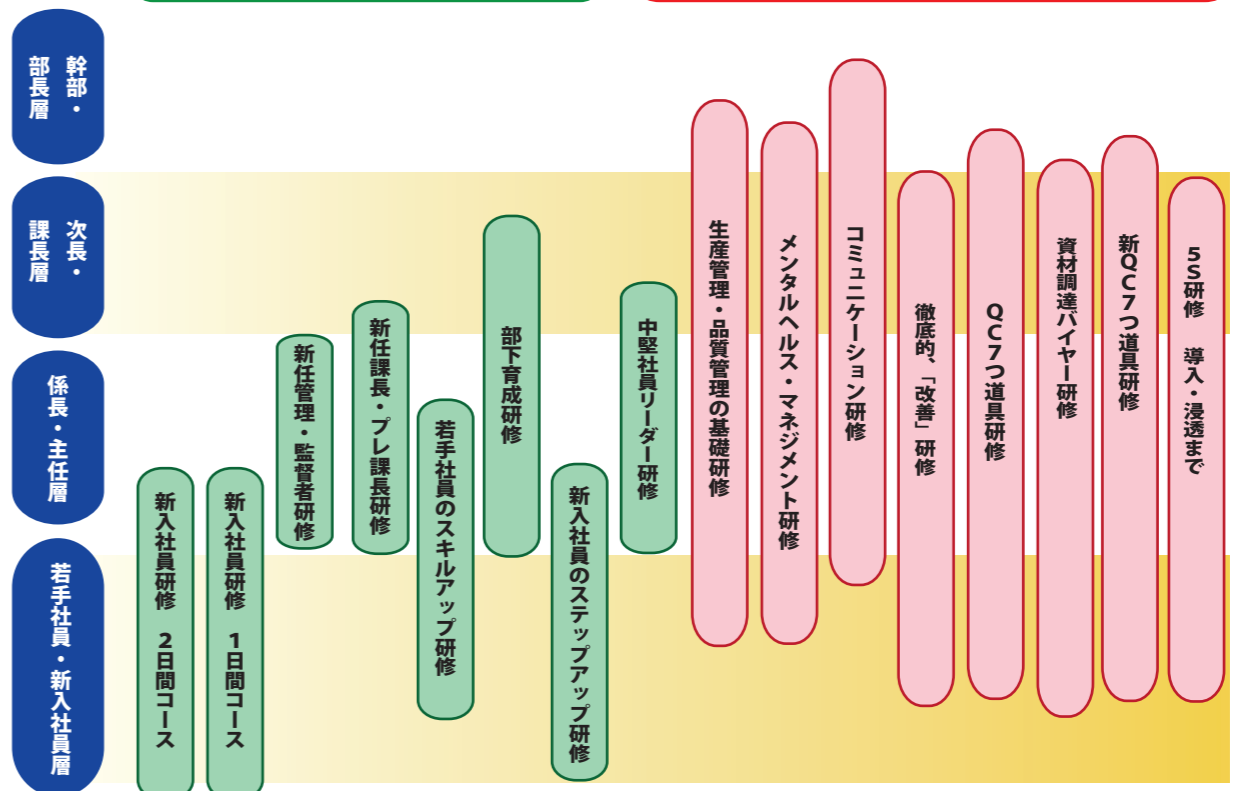 幹部・
部長層
次長・
課長層
係長・主任層
若手社員・新入社員層
新入社員研修　2日間コース
新入社員研修　1日間コース
新任管理・監督者研修
新任課長・プレ課長研修
若手社員のスキルアップ研修
部下育成研修
新入社員のステップアップ研修
中堅社員リーダー研修
生産管理・品質管理の基礎研修
メンタルヘルス・マネジメント研修
コミュニケーション研修
徹底的、「改善」研修
QC7つ道具研修
資材調達バイヤー研修
新QC7つ道具研修
5S研修　導入・浸透まで